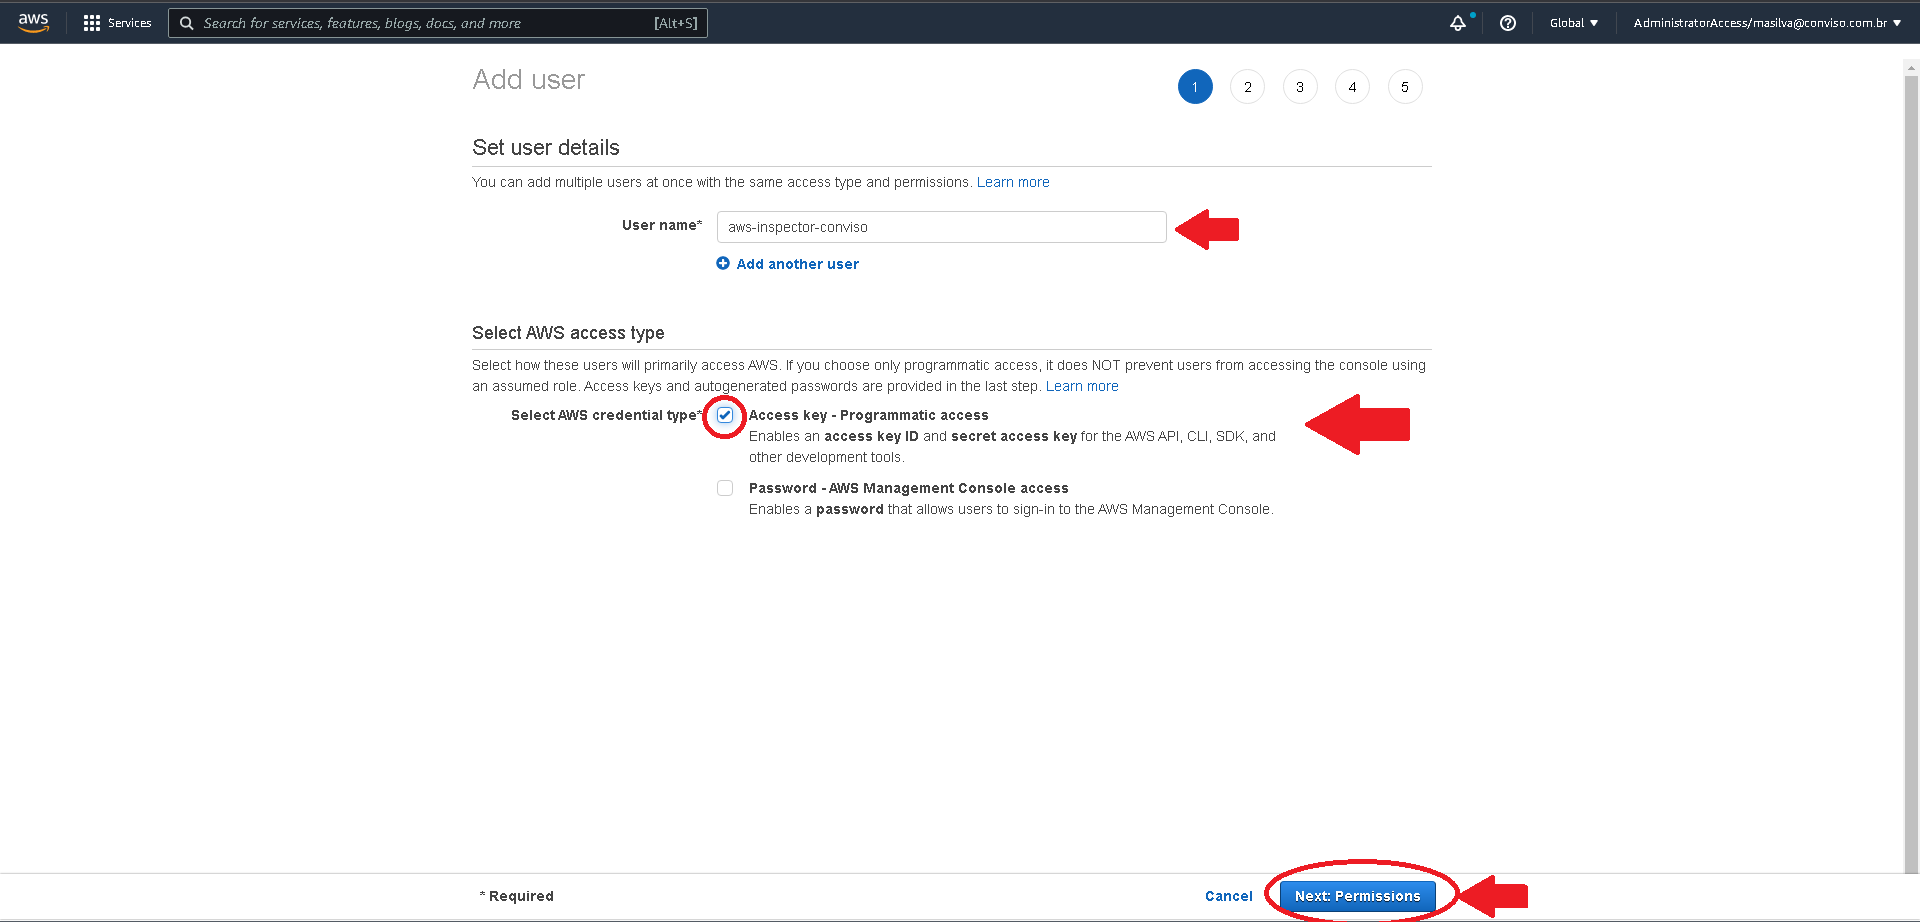 aws
Services
Search for services, features, blogs, docs, and more
[Alt+S]
Global
AdministratorAccess/masilva@conviso.com.br
Add user
1 2 3 4 5
Set user details
You can add multiple users at once with the same access type and permissions. Learn more
User name*
aws-inspector-conviso
Add another user
Select AWS access type
Select how these users will primarily access AWS. If you choose only programmatic access, it does NOT prevent users from accessing the console using
an assumed role. Access keys and autogenerated passwords are provided in the last step. Learn more
Select AWS credential type*
Access key - Programmatic access
Enables an access key ID and secret access key for the AWS API, CLI, SDK, and
other development tools.
Password - AWS Management Console access
Enables a password that allows users to sign-in to the AWS Management Console.
* Required
Cancel
Next: Permissions